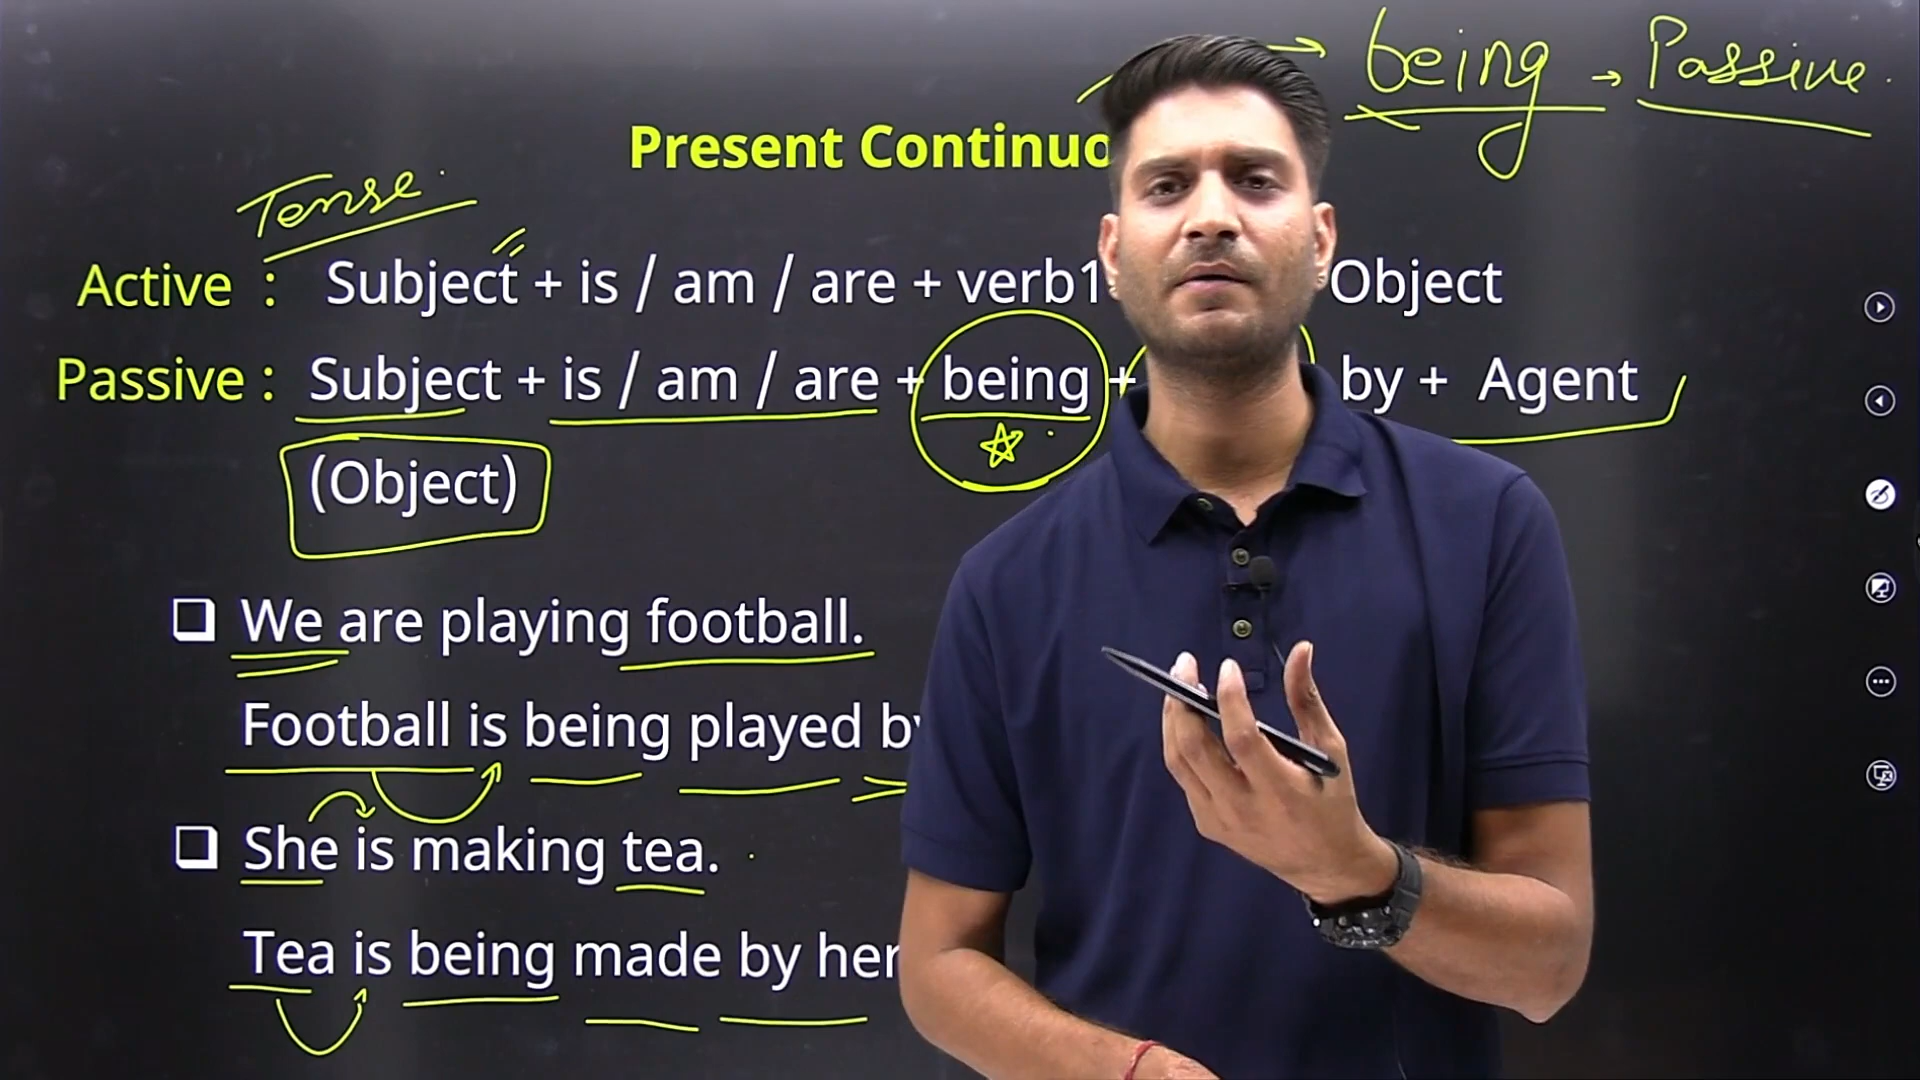 being → Passive.
Present Continuo
Tense.
Active : Subject + is / am / are + verb1 Object
Passive : Subject + is / am / are + being + by + Agent
(Object)
We are playing football.
Football is being played by
She is making tea.
Tea is being made by her